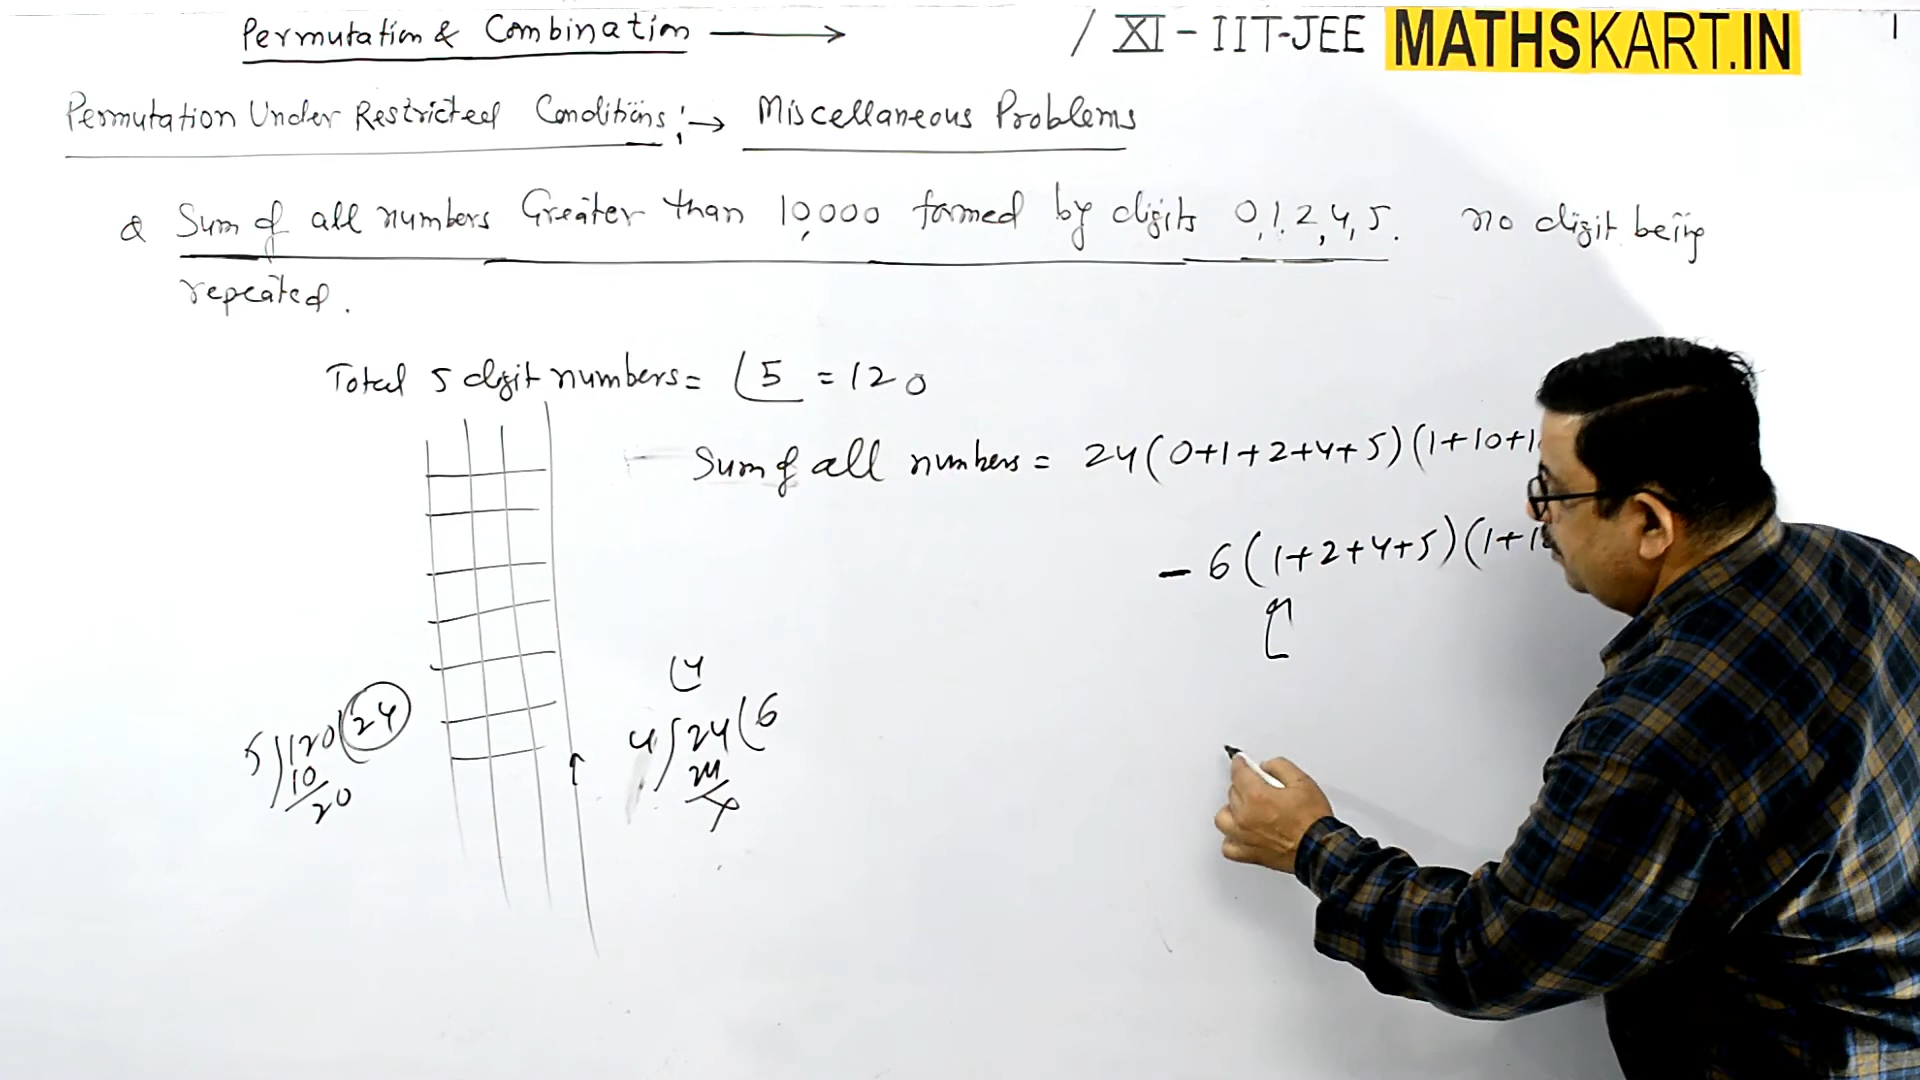 Permutation & Combination ⟶ / XI - IIT-JEE MATHSKART.IN 1
Permutation Under Restricted Conditions :→ Miscellaneous Problems
Q Sum of all numbers Greater than 10,000 formed by digits 0,1,2,4,5. no digit being
repeated.
Total 5 digit numbers = ⌊5 = 120
Sum of all numbers = 24(0+1+2+4+5)(1+10+1
- 6(1+2+4+5)(1+1
⌊4
5)120(24
10
20
4)24(6
24
×